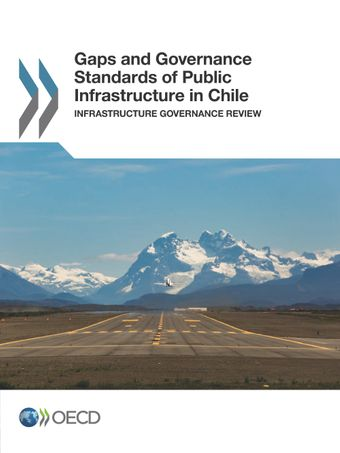 Gaps and Governance
Standards of Public
Infrastructure in Chile
INFRASTRUCTURE GOVERNANCE REVIEW
OECD